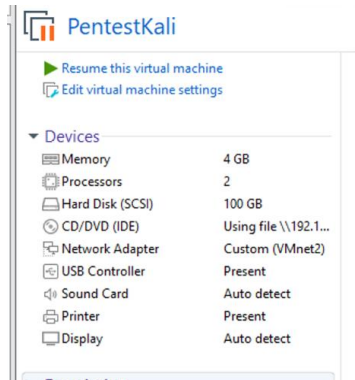 PentestKali
Resume this virtual machine
Edit virtual machine settings
Devices
Memory 4 GB
Processors 2
Hard Disk (SCSI) 100 GB
CD/DVD (IDE) Using file \\192.1...
Network Adapter Custom (VMnet2)
USB Controller Present
Sound Card Auto detect
Printer Present
Display Auto detect